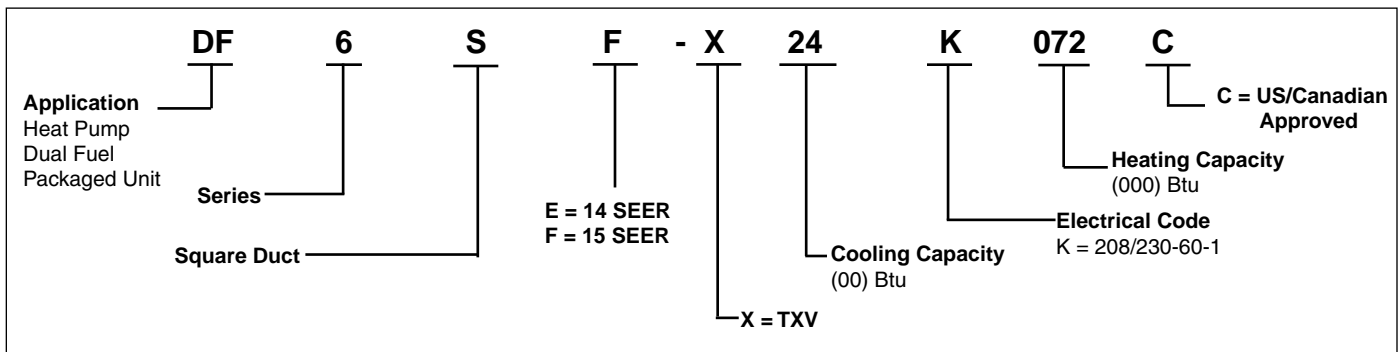 DF 6 S F - X 24 K 072 C
Application
Heat Pump
Dual Fuel
Packaged Unit
Series
Square Duct
E = 14 SEER
F = 15 SEER
X = TXV
Cooling Capacity
(00) Btu
Electrical Code
K = 208/230-60-1
Heating Capacity
(000) Btu
C = US/Canadian
Approved